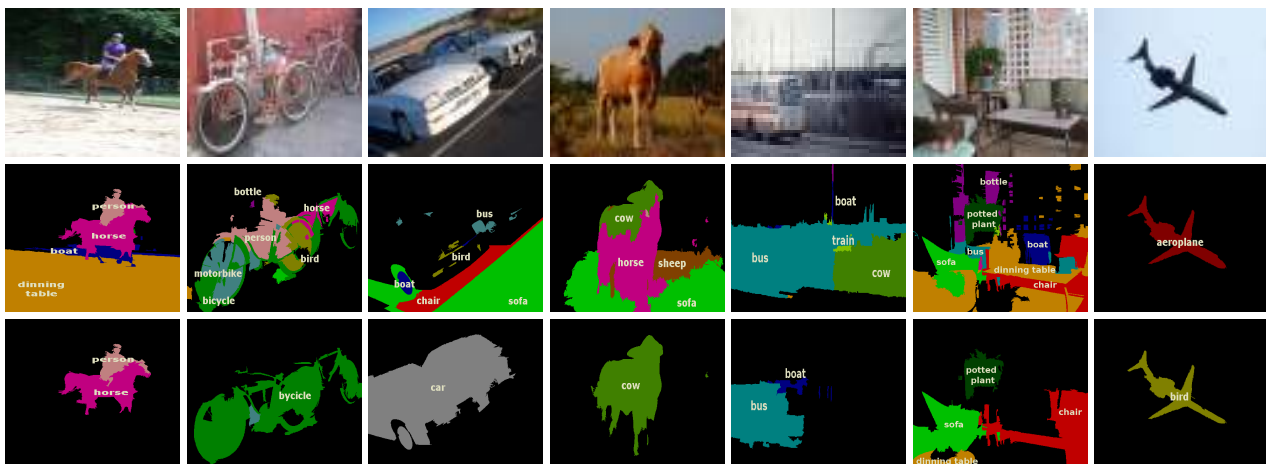 person
horse
boat
dinning
table
bottle
horse
person
bird
motorbike
bicycle
bus
bird
boat
chair
sofa
cow
horse
sheep
sofa
boat
train
bus
cow
bottle
potted
plant
bus
boat
sofa
dinning table
chair
aeroplane
person
horse
bycicle
car
cow
boat
bus
potted
plant
chair
sofa
dinning table
bird